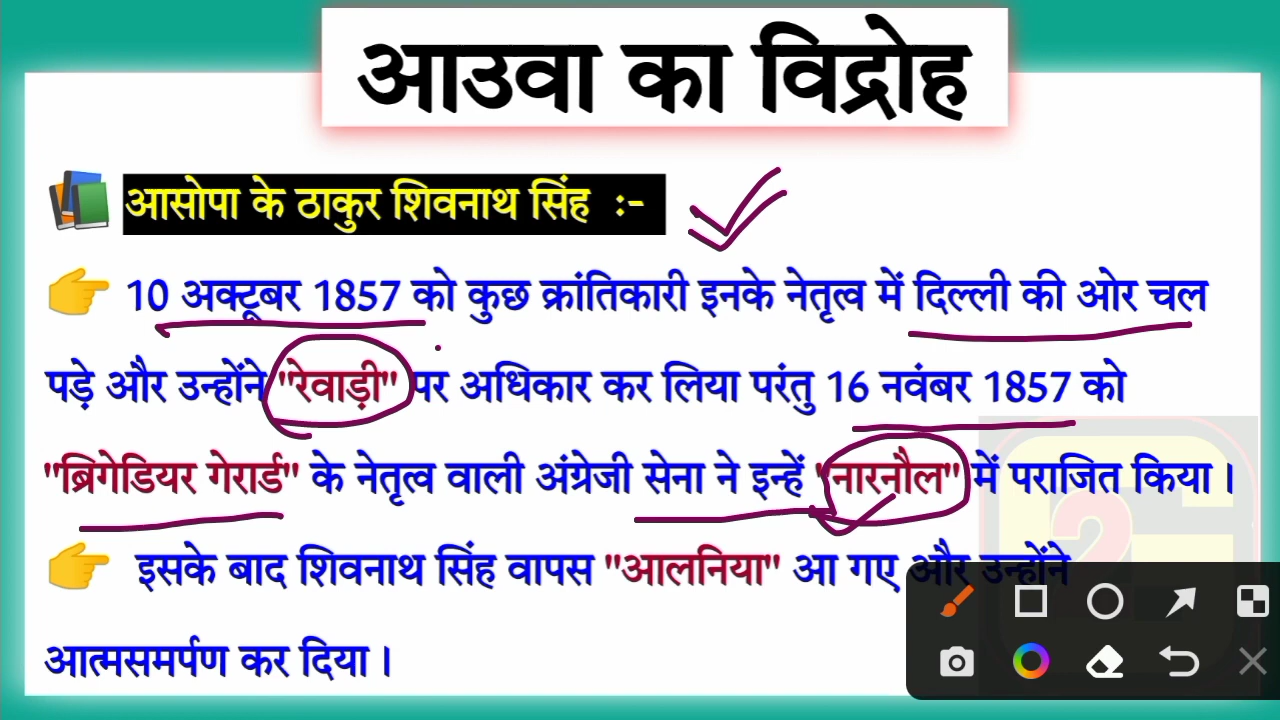 आउवा का विद्रोह
आसोपा के ठाकुर शिवनाथ सिंह :-
10 अक्टूबर 1857 को कुछ क्रांतिकारी इनके नेतृत्व में दिल्ली की ओर चल
पड़े और उन्होंने "रेवाड़ी" पर अधिकार कर लिया परंतु 16 नवंबर 1857 को
"ब्रिगेडियर गेरार्ड" के नेतृत्व वाली अंग्रेजी सेना ने इन्हें "नारनौल" में पराजित किया।
इसके बाद शिवनाथ सिंह वापस "आलनिया" आ गए और उन्होंने
आत्मसमर्पण कर दिया।